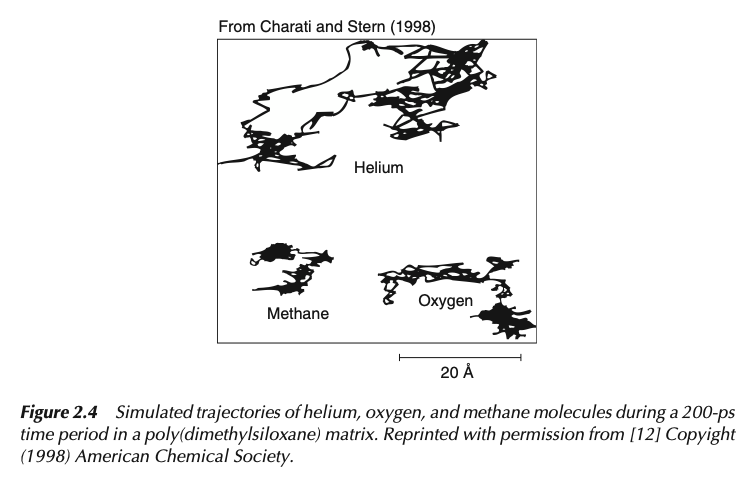 From Charati and Stern (1998)
Helium
Methane
Oxygen
20 Å
Figure 2.4 Simulated trajectories of helium, oxygen, and methane molecules during a 200-ps
time period in a poly(dimethylsiloxane) matrix. Reprinted with permission from [12] Copyight
(1998) American Chemical Society.